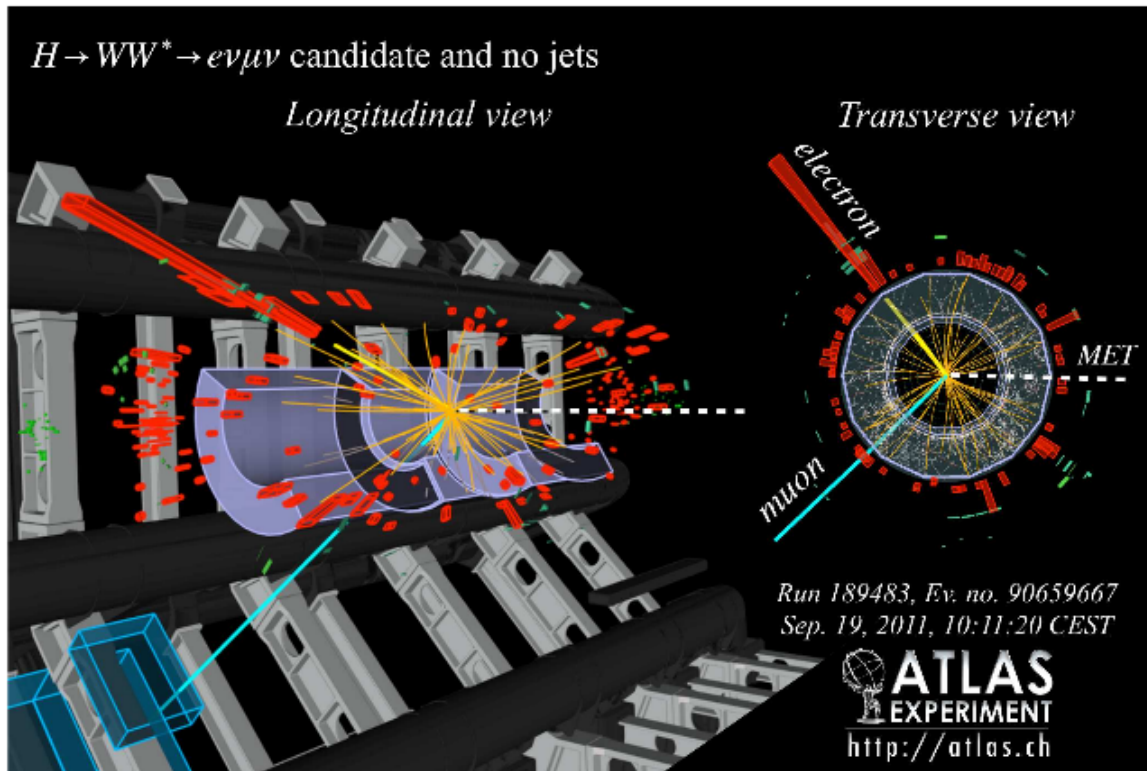 H→WW*→eνμν candidate and no jets
Longitudinal view
Transverse view
electron
MET
muon
Run 189483, Ev. no. 90659667
Sep. 19, 2011, 10:11:20 CEST
ATLAS
EXPERIMENT
http://atlas.ch